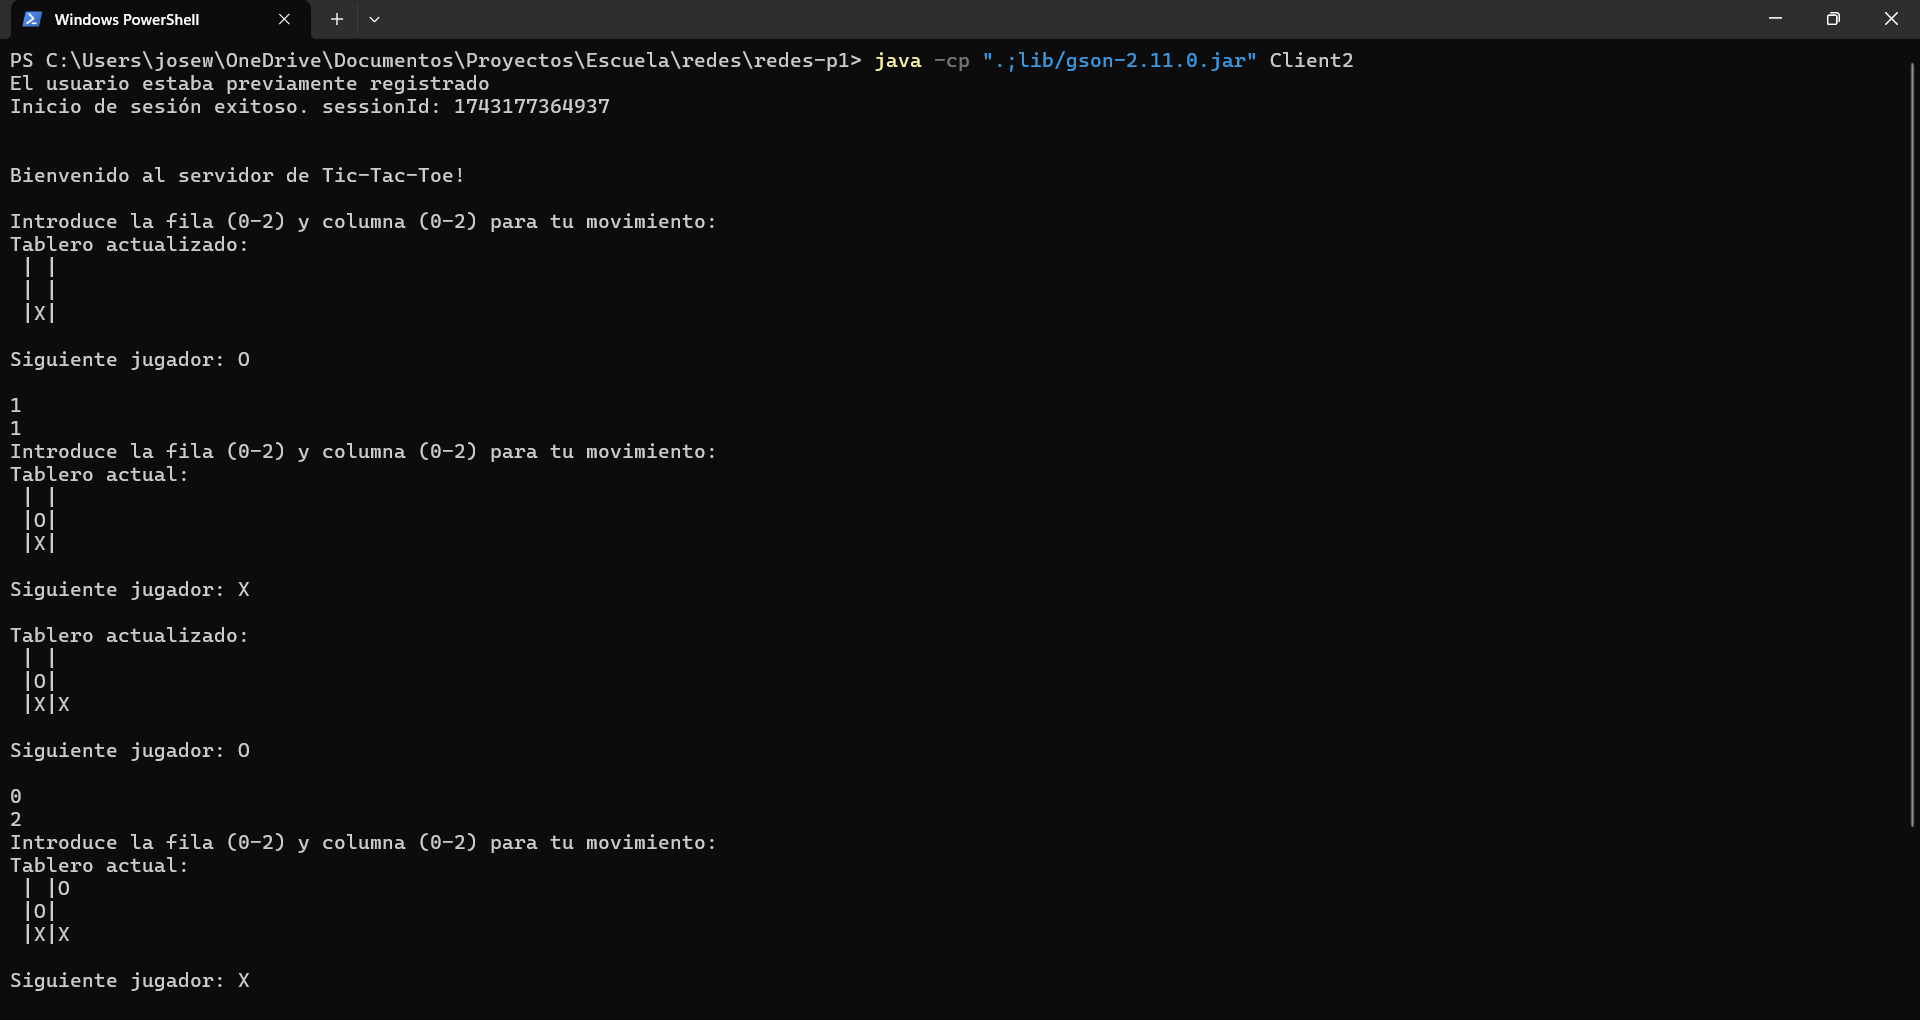 Windows PowerShell
PS C:\Users\josew\OneDrive\Documentos\Proyectos\Escuela\redes\redes-p1> java -cp ".;lib/gson-2.11.0.jar" Client2
El usuario estaba previamente registrado
Inicio de sesión exitoso. sessionId: 1743177364937
Bienvenido al servidor de Tic-Tac-Toe!
Introduce la fila (0-2) y columna (0-2) para tu movimiento:
Tablero actualizado:
 | |
 | |
 |X|
Siguiente jugador: O
1
1
Introduce la fila (0-2) y columna (0-2) para tu movimiento:
Tablero actual:
 | |
 |O|
 |X|
Siguiente jugador: X
Tablero actualizado:
 | |
 |O|
 |X|X
Siguiente jugador: O
0
2
Introduce la fila (0-2) y columna (0-2) para tu movimiento:
Tablero actual:
 | |O
 |O|
 |X|X
Siguiente jugador: X